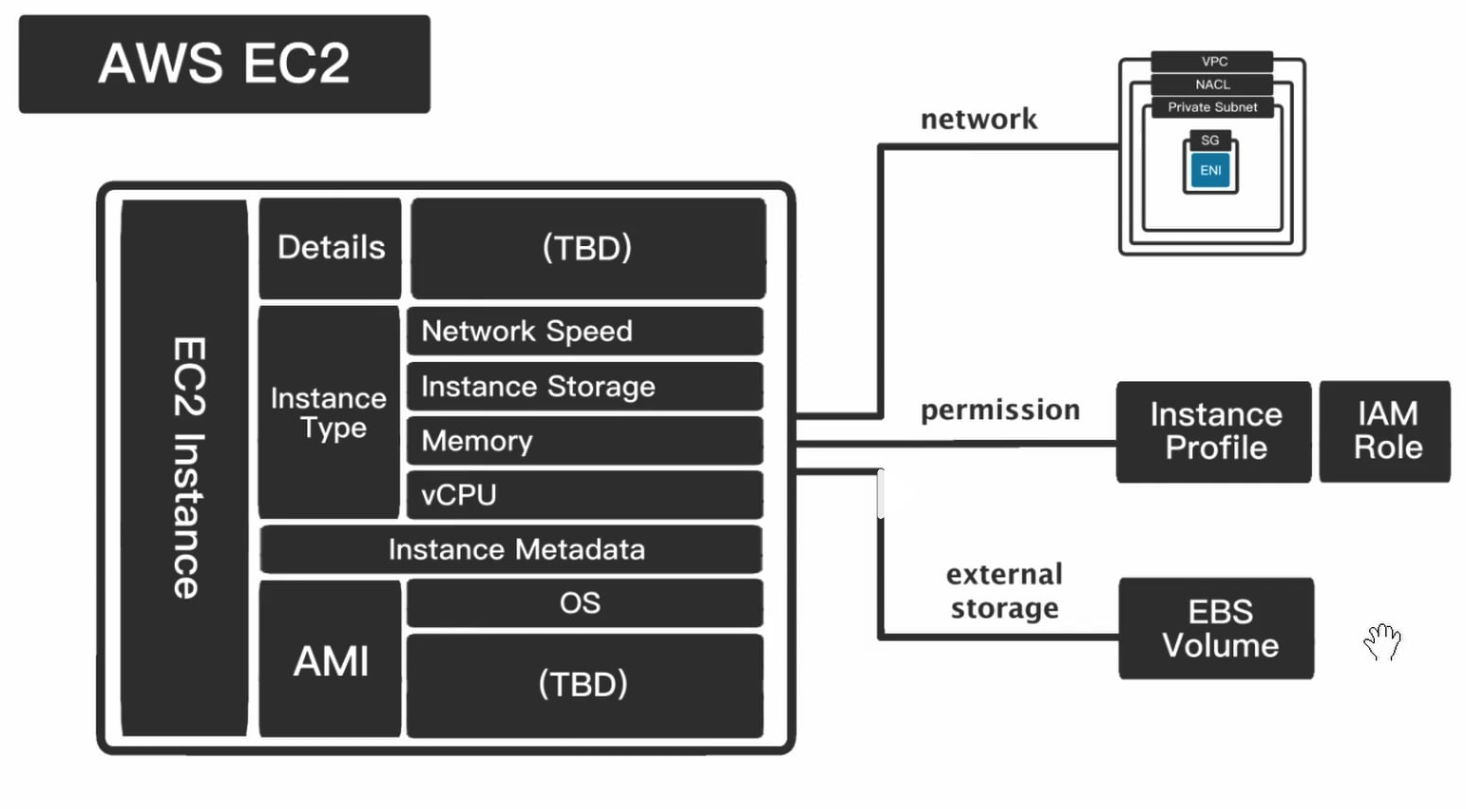 AWS EC2
VPC
NACL
Private Subnet
SG
ENI
network
EC2 Instance
Details
(TBD)
Instance
Type
Network Speed
Instance Storage
Memory
vCPU
Instance Metadata
AMI
OS
(TBD)
permission
Instance
Profile
IAM
Role
external
storage
EBS
Volume